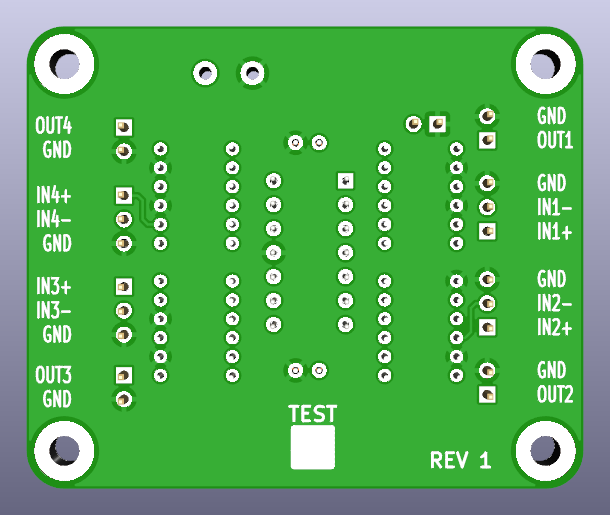 OUT4
GND
IN4+
IN4-
GND
IN3+
IN3-
GND
OUT3
GND
GND
OUT1
GND
IN1-
IN1+
GND
IN2-
IN2+
GND
OUT2
TEST
REV 1